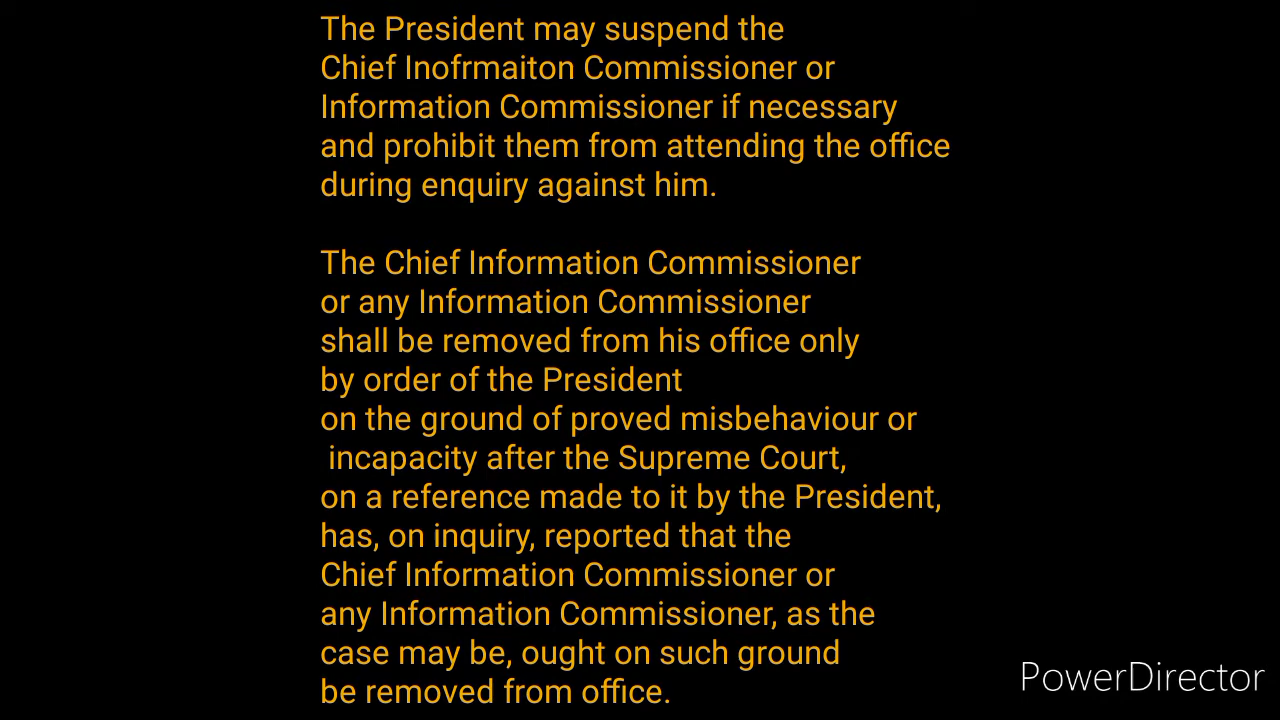 The President may suspend the
Chief Inofrmaiton Commissioner or
Information Commissioner if necessary
and prohibit them from attending the office
during enquiry against him.
The Chief Information Commissioner
or any Information Commissioner
shall be removed from his office only
by order of the President
on the ground of proved misbehaviour or
incapacity after the Supreme Court,
on a reference made to it by the President,
has, on inquiry, reported that the
Chief Information Commissioner or
any Information Commissioner, as the
case may be, ought on such ground
be removed from office.
PowerDirector